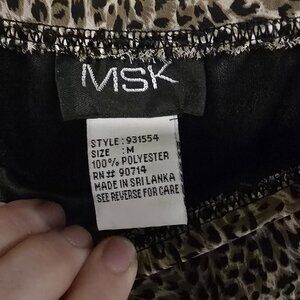 MSK
STYLE : 931554
SIZE : M
100% POLYESTER
RN# 90714
MADE IN SRI LANKA
SEE REVERSE FOR CARE